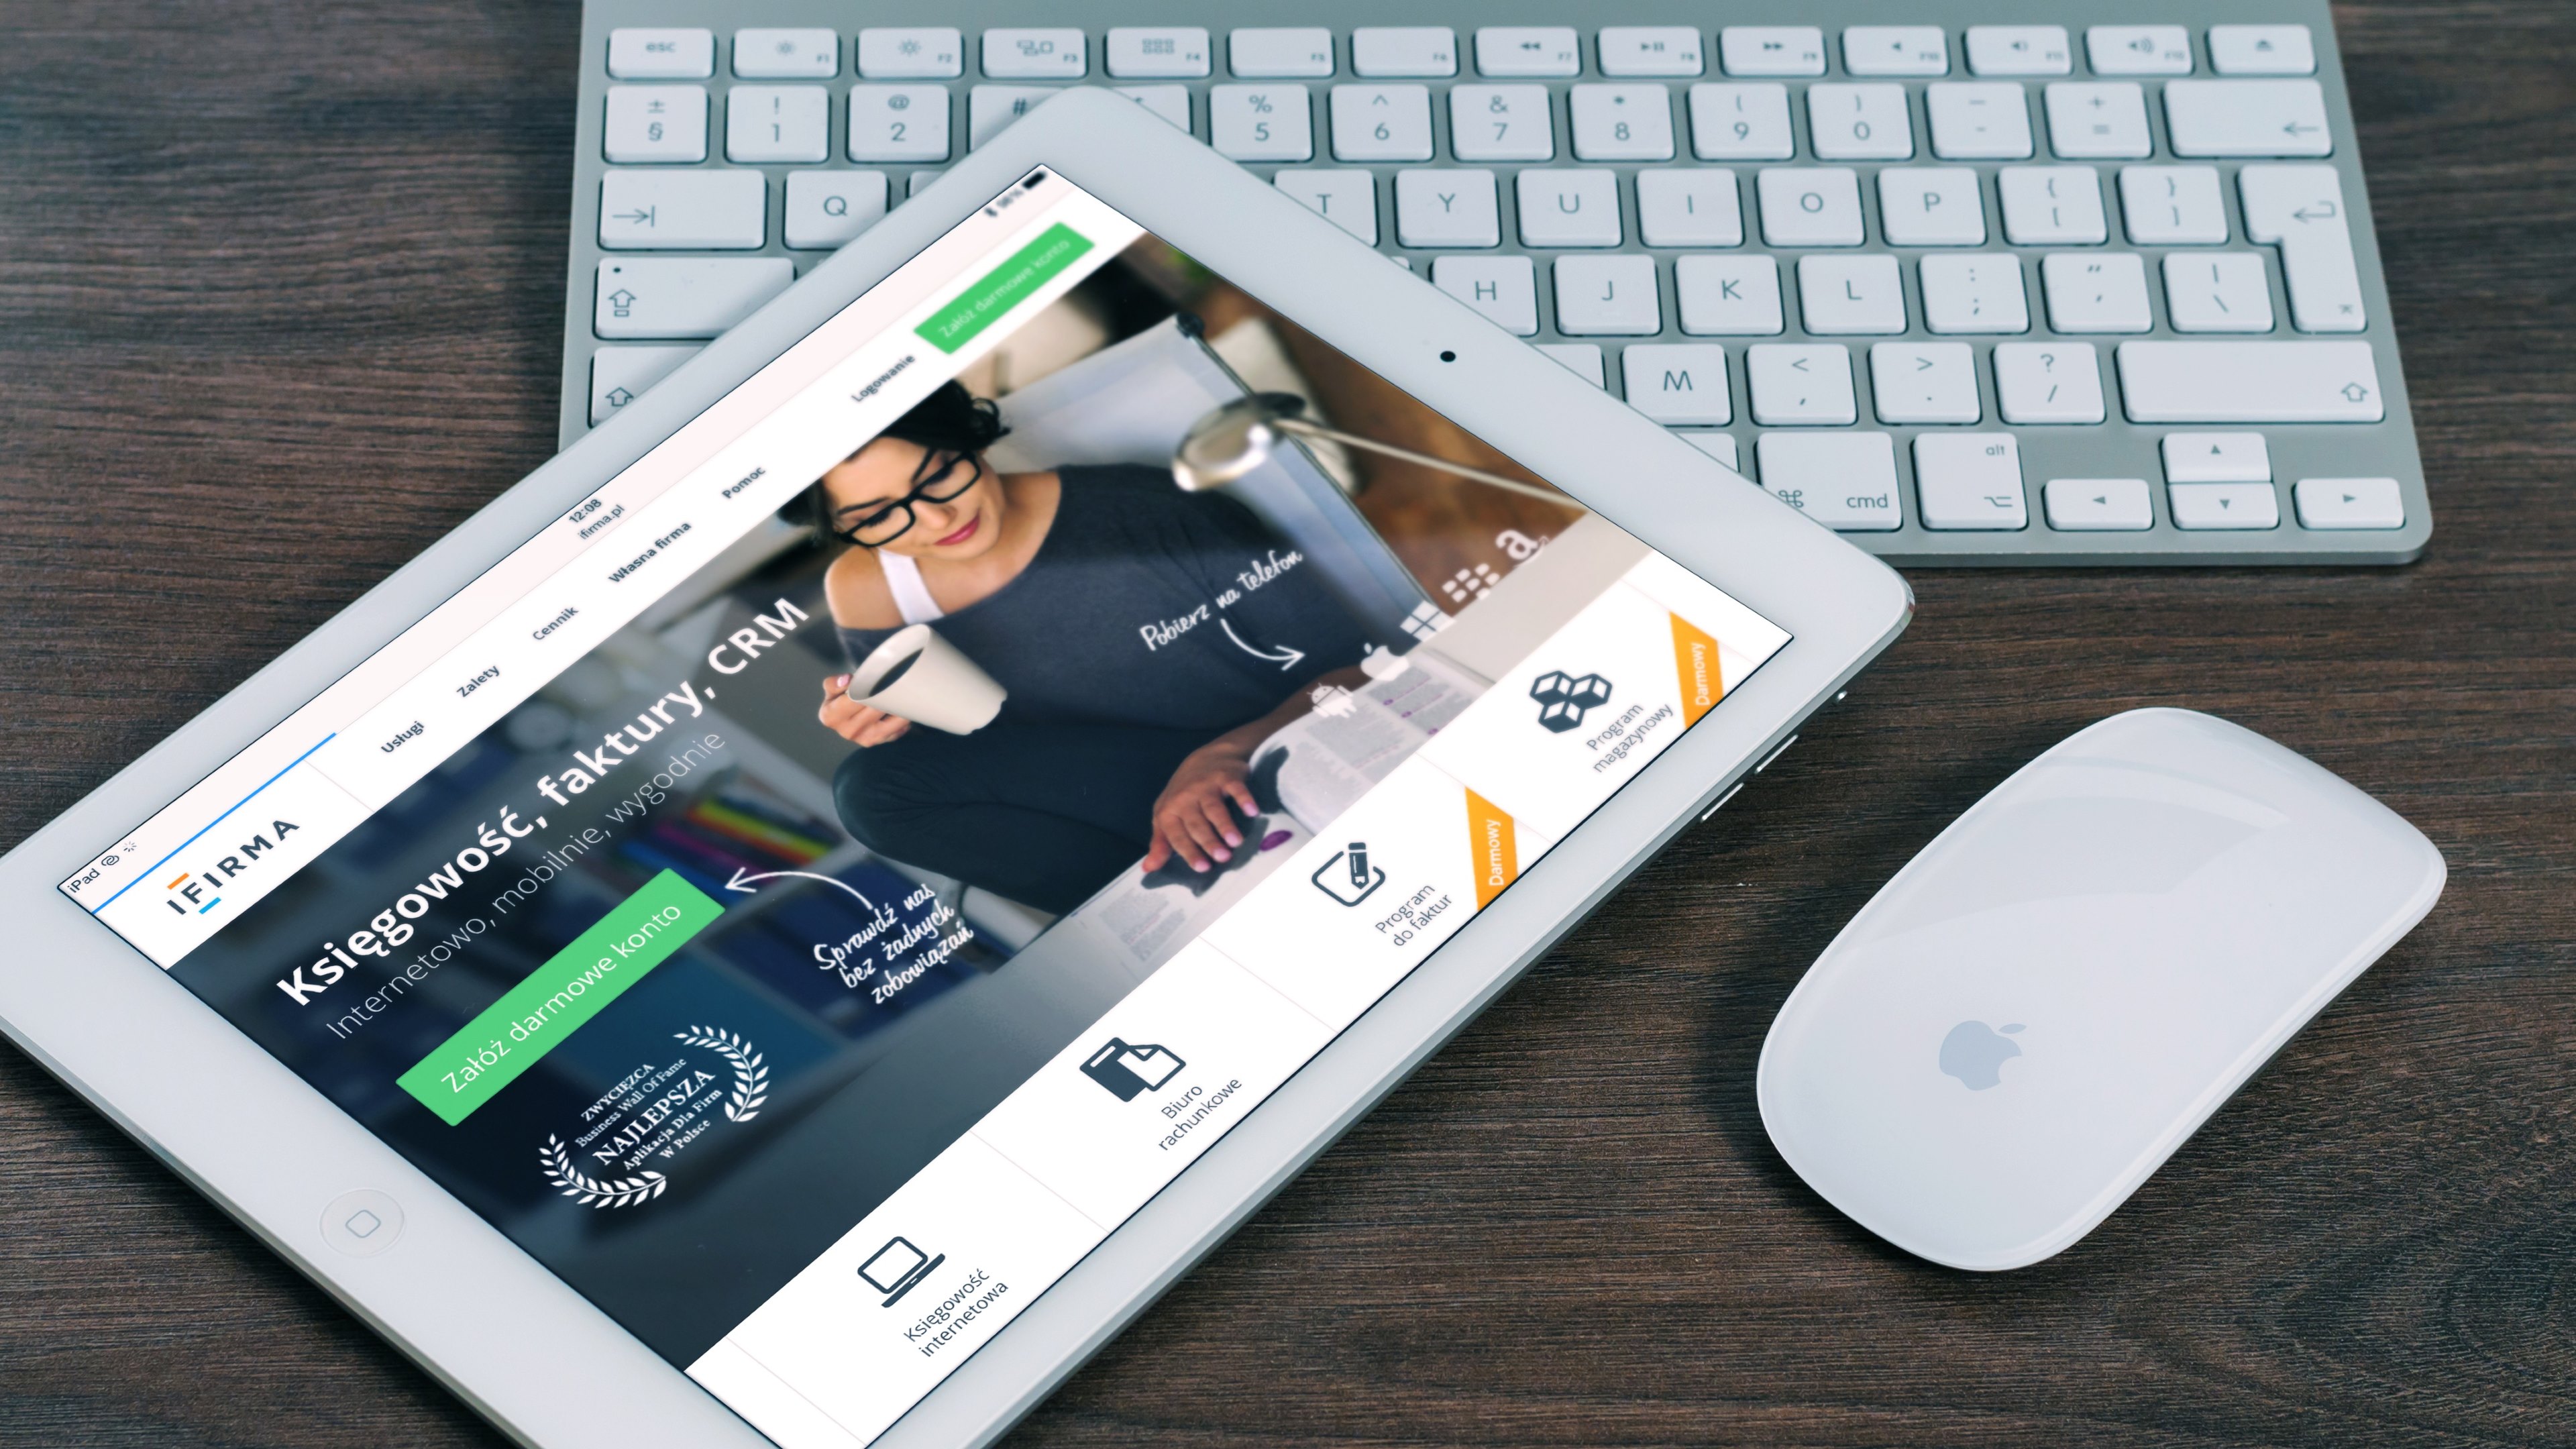 esc
F1
F2
F3
F4
F5
F6
F7
F8
F9
F10
F11
F12
± §
! 1
@ 2
#
% 5
^ 6
& 7
* 8
( 9
) 0
_ -
+ =
Q
T
Y
U
I
O
P
{ [
} ]
H
J
K
L
: ;
" '
| \
M
< ,
> .
? /
cmd
alt
iPad
12:08
ifirma.pl
IFIRMA
Usługi
Zalety
Cennik
Własna firma
Pomoc
Logowanie
Załóż darmowe konto
Księgowość, faktury, CRM
Internetowo, mobilnie, wygodnie
Załóż darmowe konto
Sprawdź nas
bez żadnych
zobowiązań
Pobierz na telefon
a
ZWYCIĘZCA
Business Wall Of Fame
NAJLEPSZA
Aplikacja Dla Firm
w Polsce
Księgowość
internetowa
Biuro
rachunkowe
Program
do faktur
Darmowy
Program
magazynowy
Darmowy